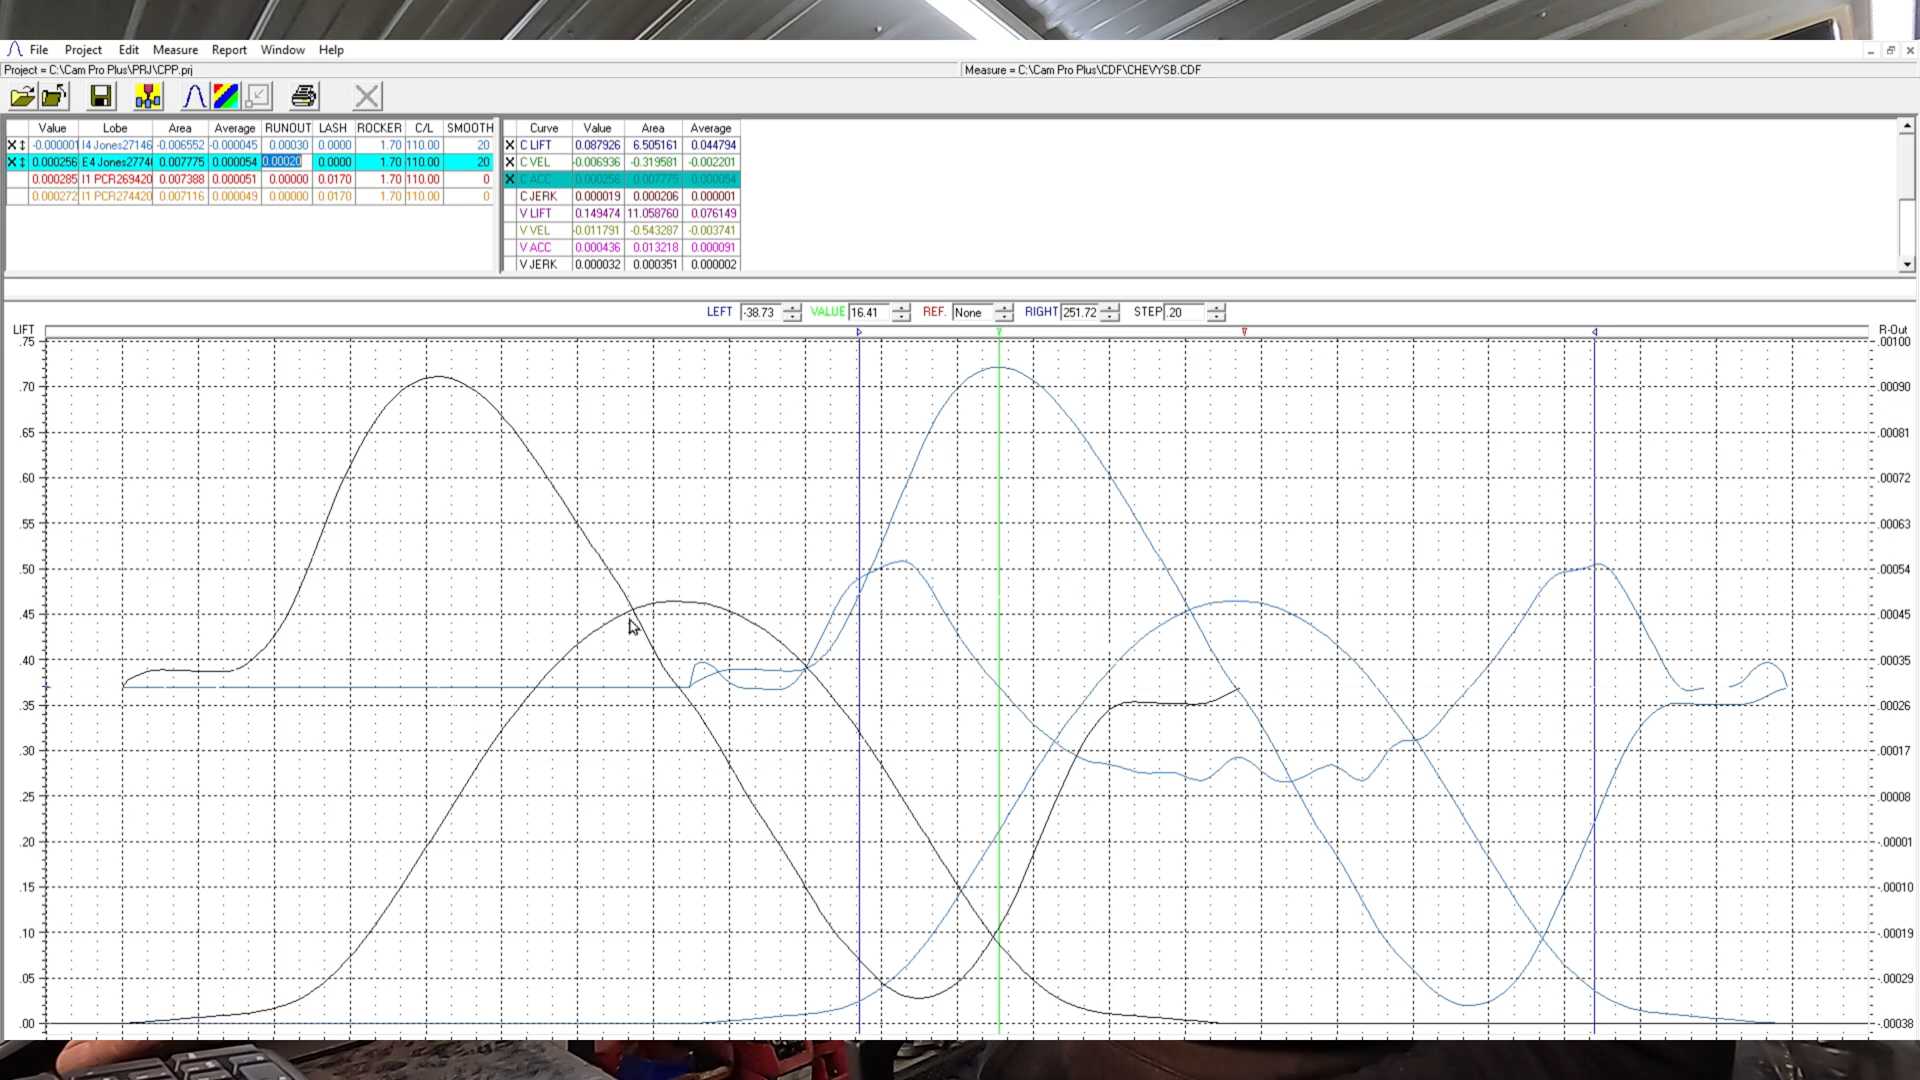 File Project Edit Measure Report Window Help
Project = C:\Cam Pro Plus\PRJ\CPP.prj Measure = C:\Cam Pro Plus\CDF\CHEVYSB.CDF
Value Lobe Area Average RUNOUT LASH ROCKER C/L SMOOTH
X -0.000001 I4 Jones27146 -0.006552 -0.000045 0.00030 0.0000 1.70 110.00 20
X 0.000256 E4 Jones2774 0.007775 0.000054 0.00020 0.0000 1.70 110.00 20
0.000285 I1 PCR269420 0.007388 0.000051 0.00000 0.0170 1.70 110.00 0
0.000272 I1 PCR274420 0.007116 0.000049 0.00000 0.0170 1.70 110.00 0
Curve Value Area Average
X C LIFT 0.087926 6.505161 0.044794
X C VEL -0.006936 -0.319581 -0.002201
X C ACC 0.000256 0.007775 0.000054
C JERK 0.000019 0.000206 0.000001
V LIFT 0.149474 11.058760 0.076149
V VEL -0.011791 -0.543287 -0.003741
V ACC 0.000436 0.013218 0.000091
V JERK 0.000032 0.000351 0.000002
LEFT -38.73 VALUE 16.41 REF. None RIGHT 251.72 STEP .20
LIFT R-Out
.75 .00100
.70 .00090
.65 .00081
.60 .00072
.55 .00063
.50 .00054
.45 .00045
.40 .00035
.35 .00026
.30 .00017
.25 .00008
.20 -.00001
.15 -.00010
.10 -.00019
.05 -.00029
.00 -.00038